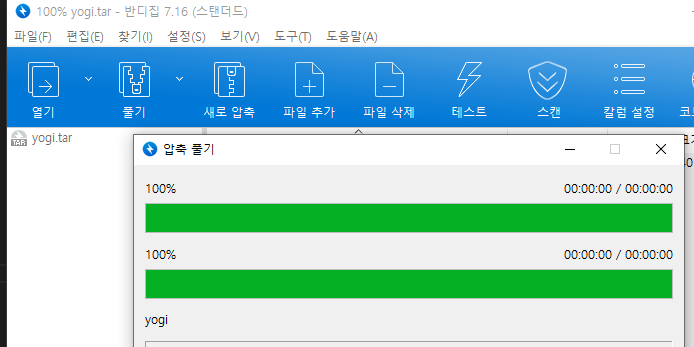 100% yogi.tar - 반디집 7.16 (스탠더드)
파일(F) 편집(E) 찾기(I) 설정(S) 보기(V) 도구(T) 도움말(A)
열기 풀기 새로 압축 파일 추가 파일 삭제 테스트 스캔 칼럼 설정 코드
TAR yogi.tar
압축 풀기
100% 00:00:00 / 00:00:00
100% 00:00:00 / 00:00:00
yogi